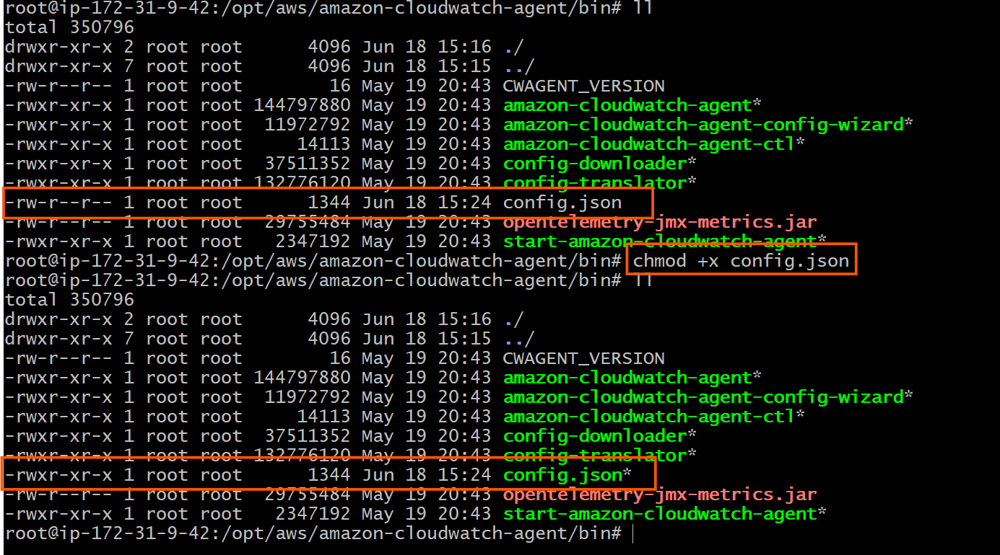 root@ip-172-31-9-42:/opt/aws/amazon-cloudwatch-agent/bin# ll
total 350796
drwxr-xr-x 2 root root      4096 Jun 18 15:16 ./
drwxr-xr-x 7 root root      4096 Jun 18 15:15 ../
-rw-r--r-- 1 root root        16 May 19 20:43 CWAGENT_VERSION
-rwxr-xr-x 1 root root 144797880 May 19 20:43 amazon-cloudwatch-agent*
-rwxr-xr-x 1 root root  11972792 May 19 20:43 amazon-cloudwatch-agent-config-wizard*
-rwxr-xr-x 1 root root     14113 May 19 20:43 amazon-cloudwatch-agent-ctl*
-rwxr-xr-x 1 root root  37511352 May 19 20:43 config-downloader*
-rwxr-xr-x 1 root root 132776120 May 19 20:43 config-translator*
-rw-r--r-- 1 root root      1344 Jun 18 15:24 config.json
-rw-r--r-- 1 root root  29755484 May 19 20:43 opentelemetry-jmx-metrics.jar
-rwxr-xr-x 1 root root   2347192 May 19 20:43 start-amazon-cloudwatch-agent*
root@ip-172-31-9-42:/opt/aws/amazon-cloudwatch-agent/bin# chmod +x config.json
root@ip-172-31-9-42:/opt/aws/amazon-cloudwatch-agent/bin# ll
total 350796
drwxr-xr-x 2 root root      4096 Jun 18 15:16 ./
drwxr-xr-x 7 root root      4096 Jun 18 15:15 ../
-rw-r--r-- 1 root root        16 May 19 20:43 CWAGENT_VERSION
-rwxr-xr-x 1 root root 144797880 May 19 20:43 amazon-cloudwatch-agent*
-rwxr-xr-x 1 root root  11972792 May 19 20:43 amazon-cloudwatch-agent-config-wizard*
-rwxr-xr-x 1 root root     14113 May 19 20:43 amazon-cloudwatch-agent-ctl*
-rwxr-xr-x 1 root root  37511352 May 19 20:43 config-downloader*
-rwxr-xr-x 1 root root 132776120 May 19 20:43 config-translator*
-rwxr-xr-x 1 root root      1344 Jun 18 15:24 config.json*
-rw-r--r-- 1 root root  29755484 May 19 20:43 opentelemetry-jmx-metrics.jar
-rwxr-xr-x 1 root root   2347192 May 19 20:43 start-amazon-cloudwatch-agent*
root@ip-172-31-9-42:/opt/aws/amazon-cloudwatch-agent/bin#